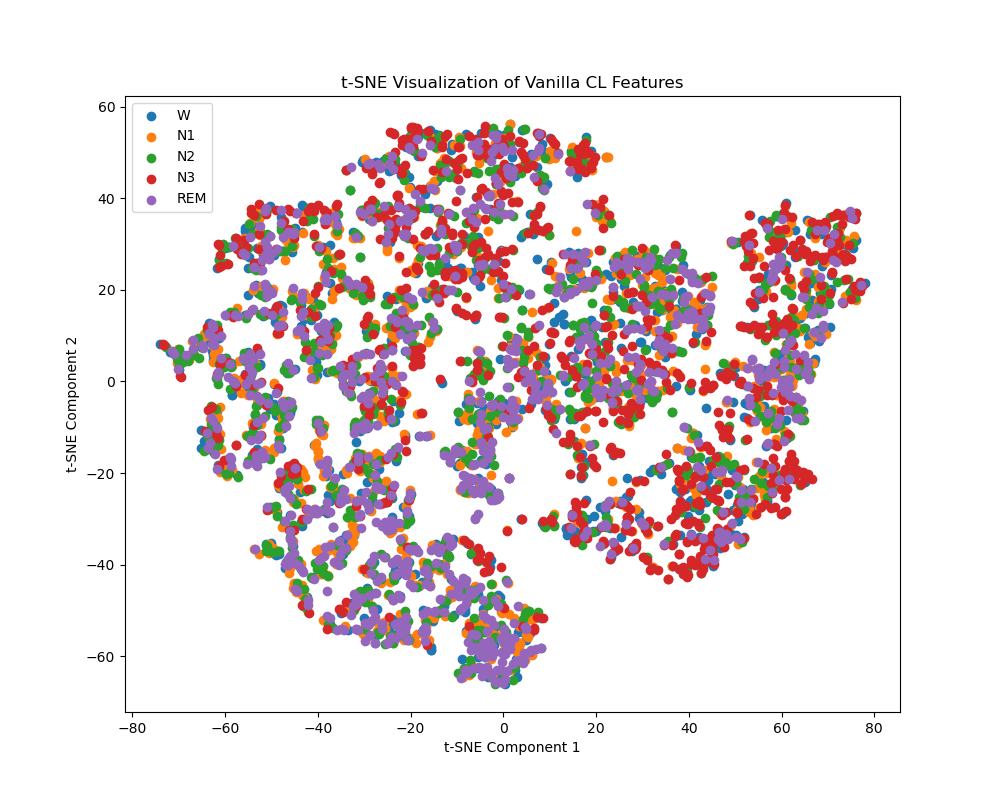 t-SNE Visualization of Vanilla CL Features
W
N1
N2
N3
REM
60
40
20
0
−20
−40
−60
t-SNE Component 2
−80 −60 −40 −20 0 20 40 60 80
t-SNE Component 1